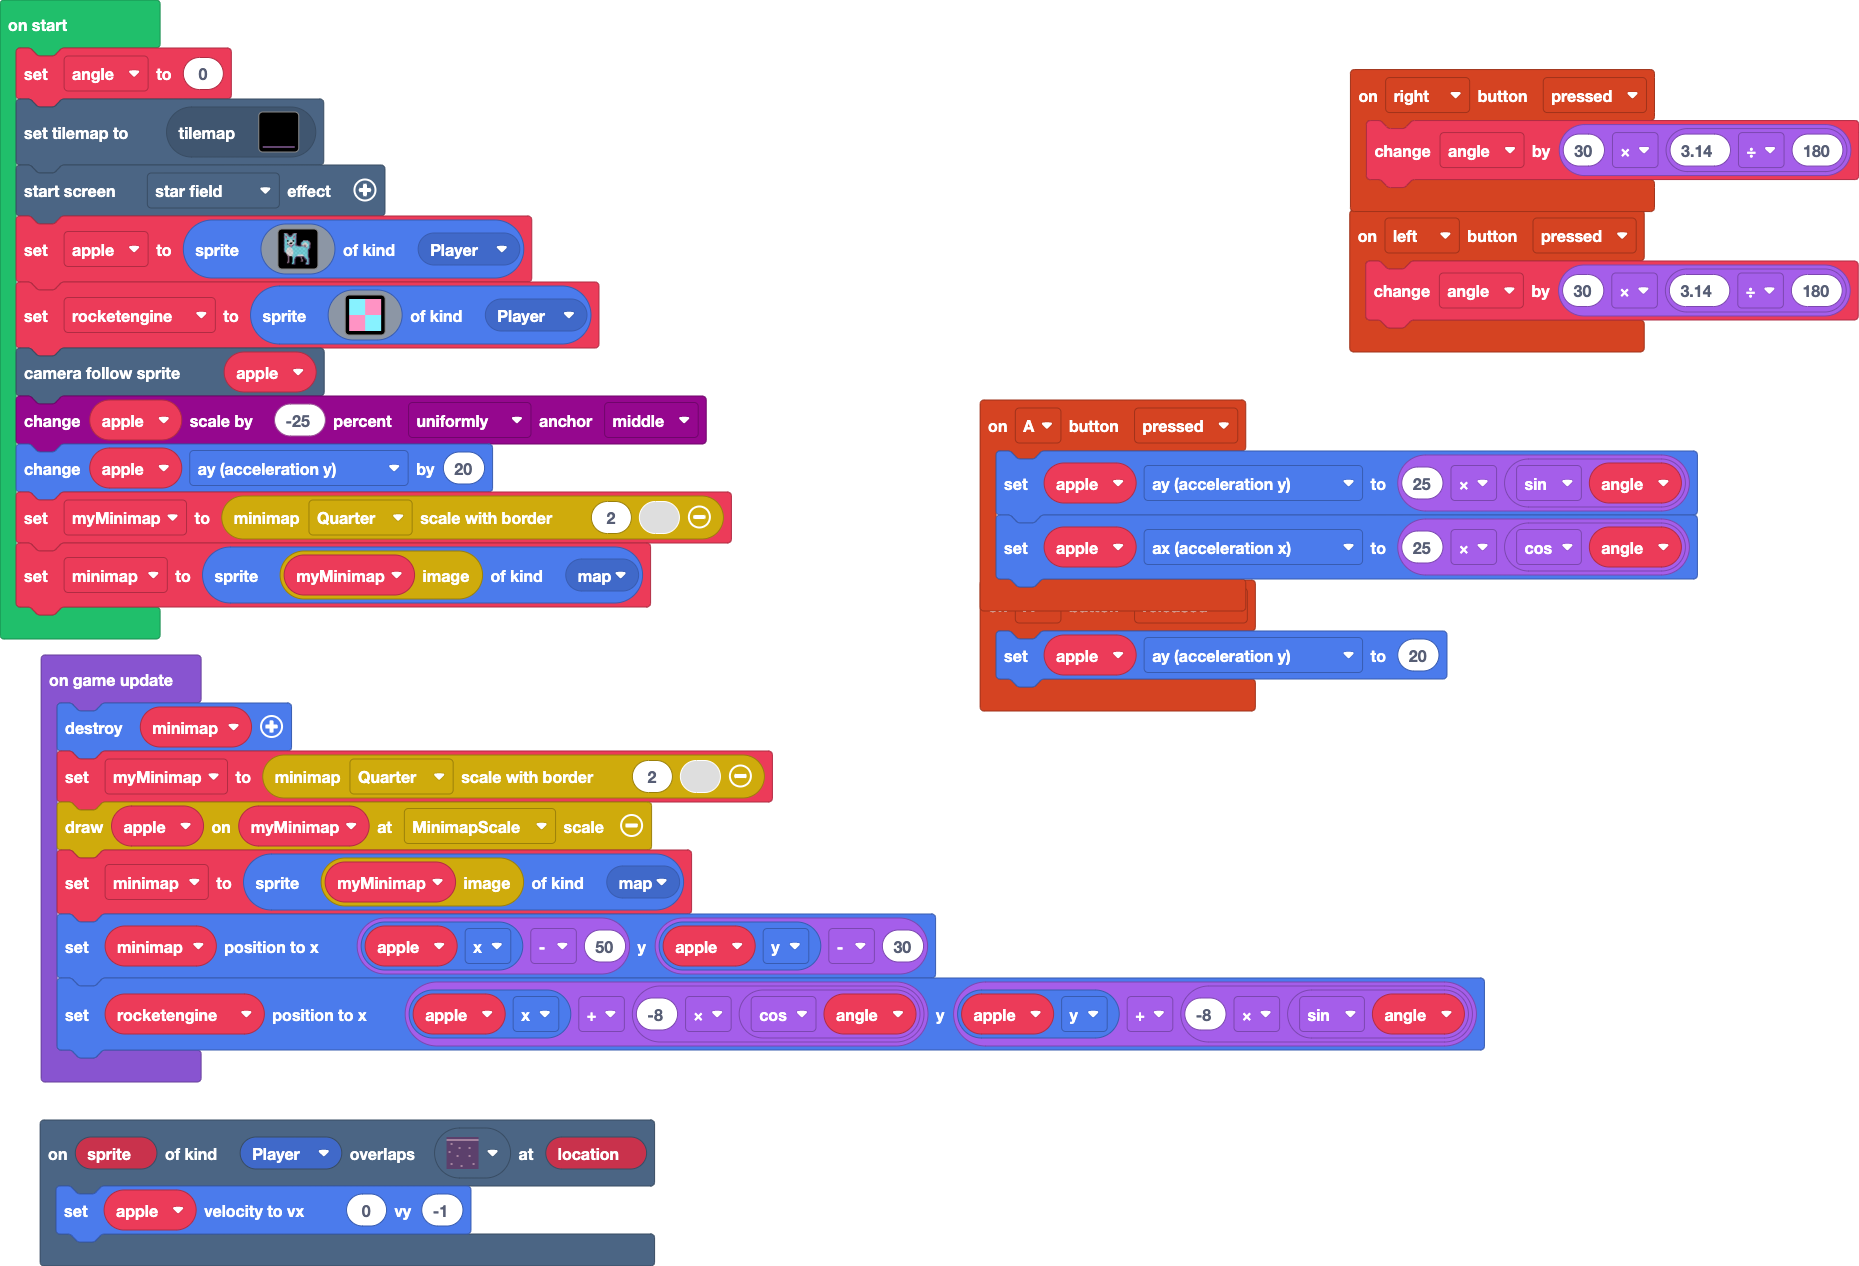 on start
set angle to 0
set tilemap to tilemap
start screen star field effect
set apple to sprite of kind Player
set rocketengine to sprite of kind Player
camera follow sprite apple
change apple scale by -25 percent uniformly anchor middle
change apple ay (acceleration y) by 20
set myMinimap to minimap Quarter scale with border 2
set minimap to sprite myMinimap image of kind map
on game update
destroy minimap
set myMinimap to minimap Quarter scale with border 2
draw apple on myMinimap at MinimapScale scale
set minimap to sprite myMinimap image of kind map
set minimap position to x apple x - 50 y apple y - 30
set rocketengine position to x apple x + -8 × cos angle y apple y + -8 × sin angle
on sprite of kind Player overlaps at location
set apple velocity to vx 0 vy -1
on right button pressed
change angle by 30 × 3.14 ÷ 180
on left button pressed
change angle by 30 × 3.14 ÷ 180
on A button pressed
set apple ay (acceleration y) to 25 × sin angle
set apple ax (acceleration x) to 25 × cos angle
set apple ay (acceleration y) to 20